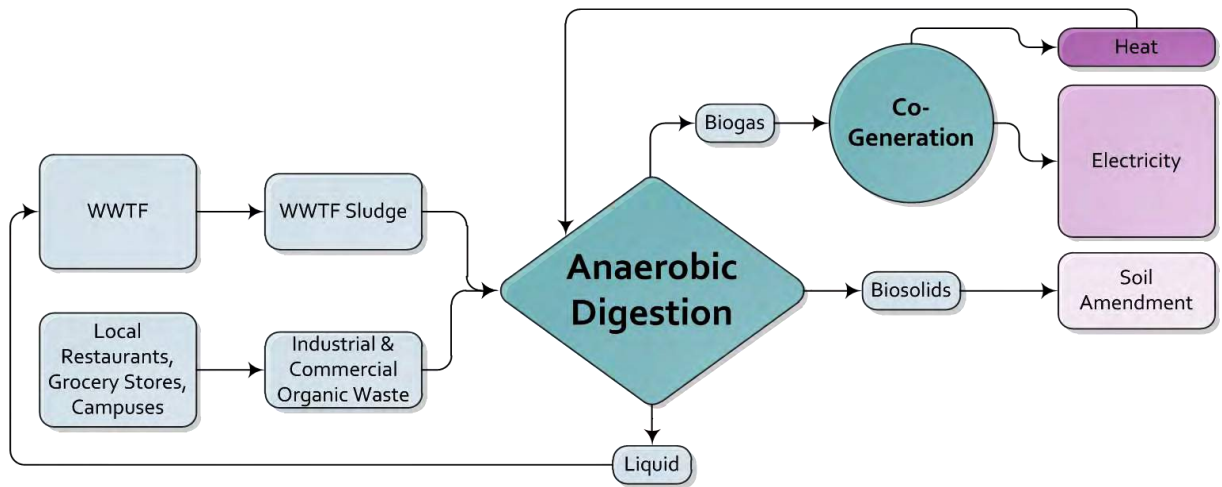 Heat
Co-
Generation
Biogas
Electricity
WWTF
WWTF Sludge
Anaerobic
Digestion
Biosolids
Soil
Amendment
Local
Restaurants,
Grocery Stores,
Campuses
Industrial &
Commercial
Organic Waste
Liquid